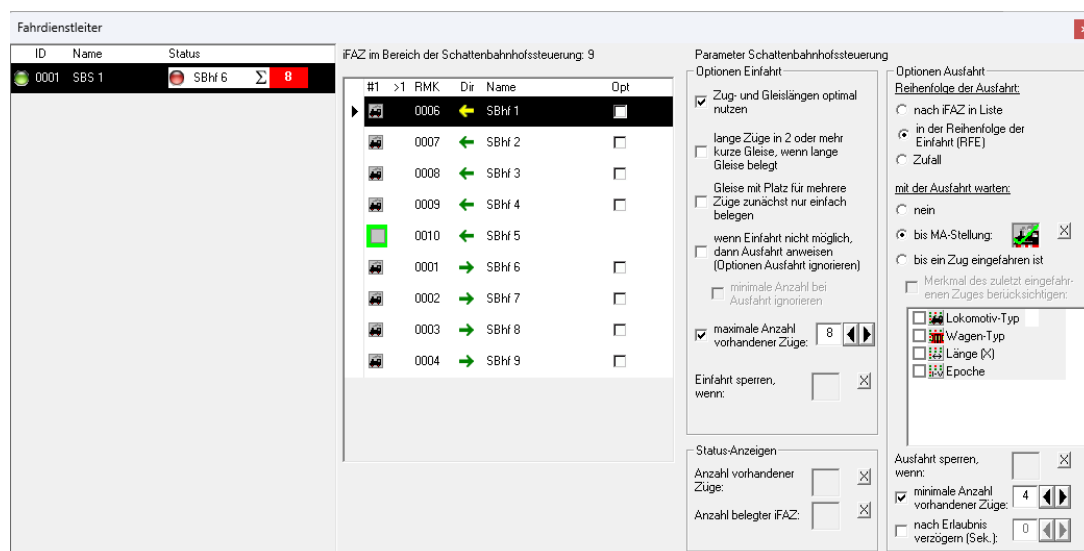 Fahrdienstleiter
ID Name Status
0001 SBS 1 SBhf 6 Σ 8
iFAZ im Bereich der Schattenbahnhofssteuerung: 9
#1 >1 RMK Dir Name Opt
0006 SBhf 1
0007 SBhf 2
0008 SBhf 3
0009 SBhf 4
0010 SBhf 5
0001 SBhf 6
0002 SBhf 7
0003 SBhf 8
0004 SBhf 9
Parameter Schattenbahnhofssteuerung
Optionen Einfahrt
Zug- und Gleislängen optimal
nutzen
lange Züge in 2 oder mehr
kurze Gleise, wenn lange
Gleise belegt
Gleise mit Platz für mehrere
Züge zunächst nur einfach
belegen
wenn Einfahrt nicht möglich,
dann Ausfahrt anweisen
(Optionen Ausfahrt ignorieren)
minimale Anzahl bei
Ausfahrt ignorieren
maximale Anzahl
vorhandener Züge: 8
Einfahrt sperren,
wenn: X
Status-Anzeigen
Anzahl vorhandener
Züge: X
Anzahl belegter iFAZ: X
Optionen Ausfahrt
Reihenfolge der Ausfahrt:
nach iFAZ in Liste
in der Reihenfolge der
Einfahrt (RFE)
Zufall
mit der Ausfahrt warten:
nein
bis MA-Stellung: X
bis ein Zug eingefahren ist
Merkmal des zuletzt eingefahr-
enen Zuges berücksichtigen:
Lokomotiv-Typ
Wagen-Typ
Länge (X)
Epoche
Ausfahrt sperren,
wenn: X
minimale Anzahl
vorhandener Züge: 4
nach Erlaubnis
verzögern (Sek.): 0